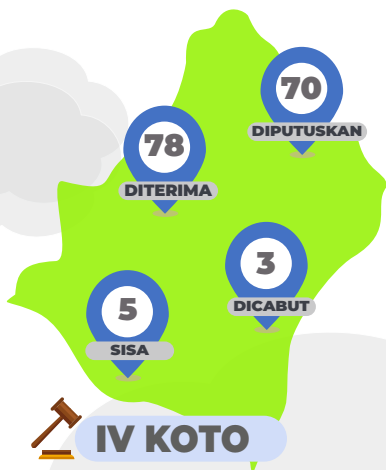 70
DIPUTUSKAN
78
DITERIMA
3
DICABUT
5
SISA
IV KOTO